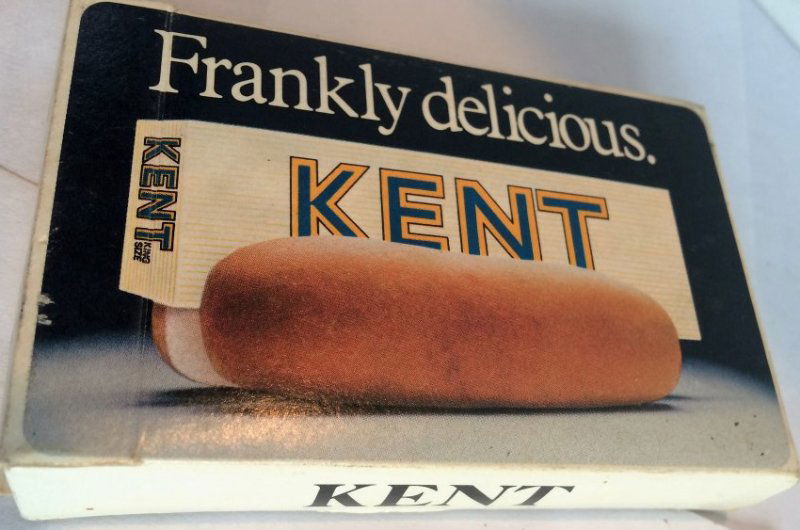 Frankly delicious.
KENT
KENT
KING
SIZE
KENT